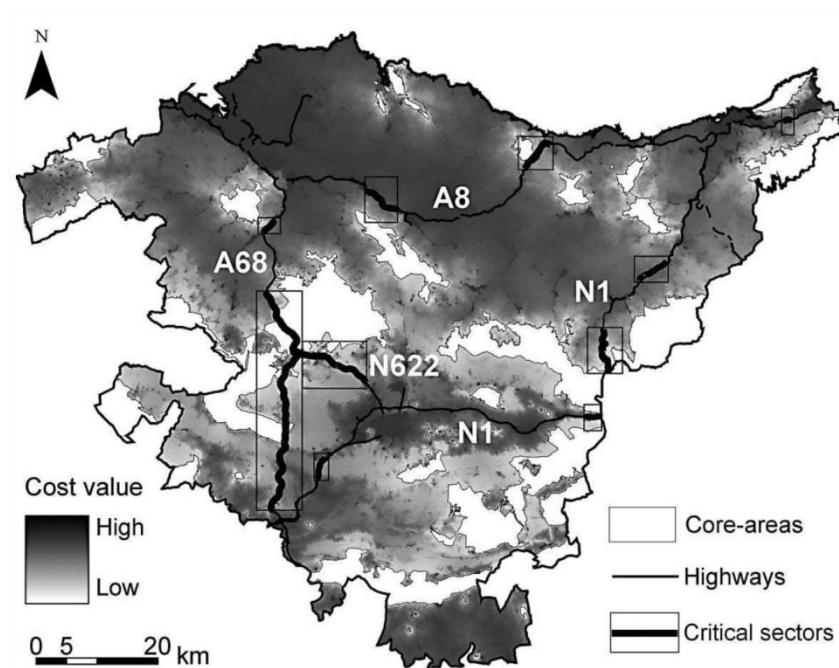 N
A8
A68
N1
N622
N1
Cost value
High
Low
Core-areas
Highways
Critical sectors
0 5 20 km